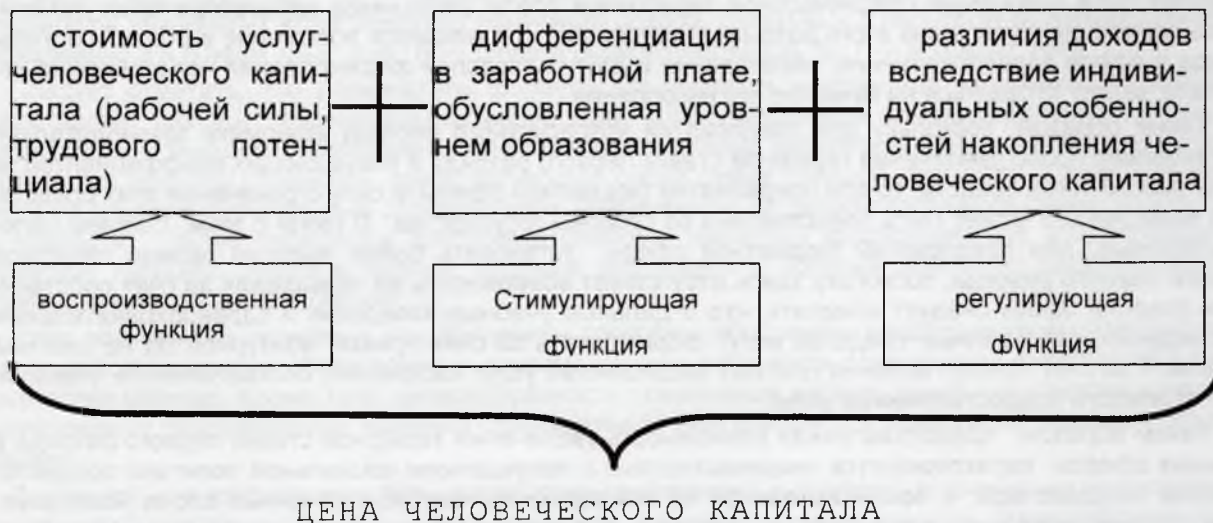 стоимость услуг-
человеческого капи-
тала (рабочей силы,
трудового потен-
циала)
дифференциация
в заработной плате,
обусловленная уров-
нем образования
различия доходов
вследствие индиви-
дуальных особенно-
стей накопления че-
ловеческого капитала
воспроизводственная
функция
Стимулирующая
функция
регулирующая
функция
ЦЕНА ЧЕЛОВЕЧЕСКОГО КАПИТАЛА